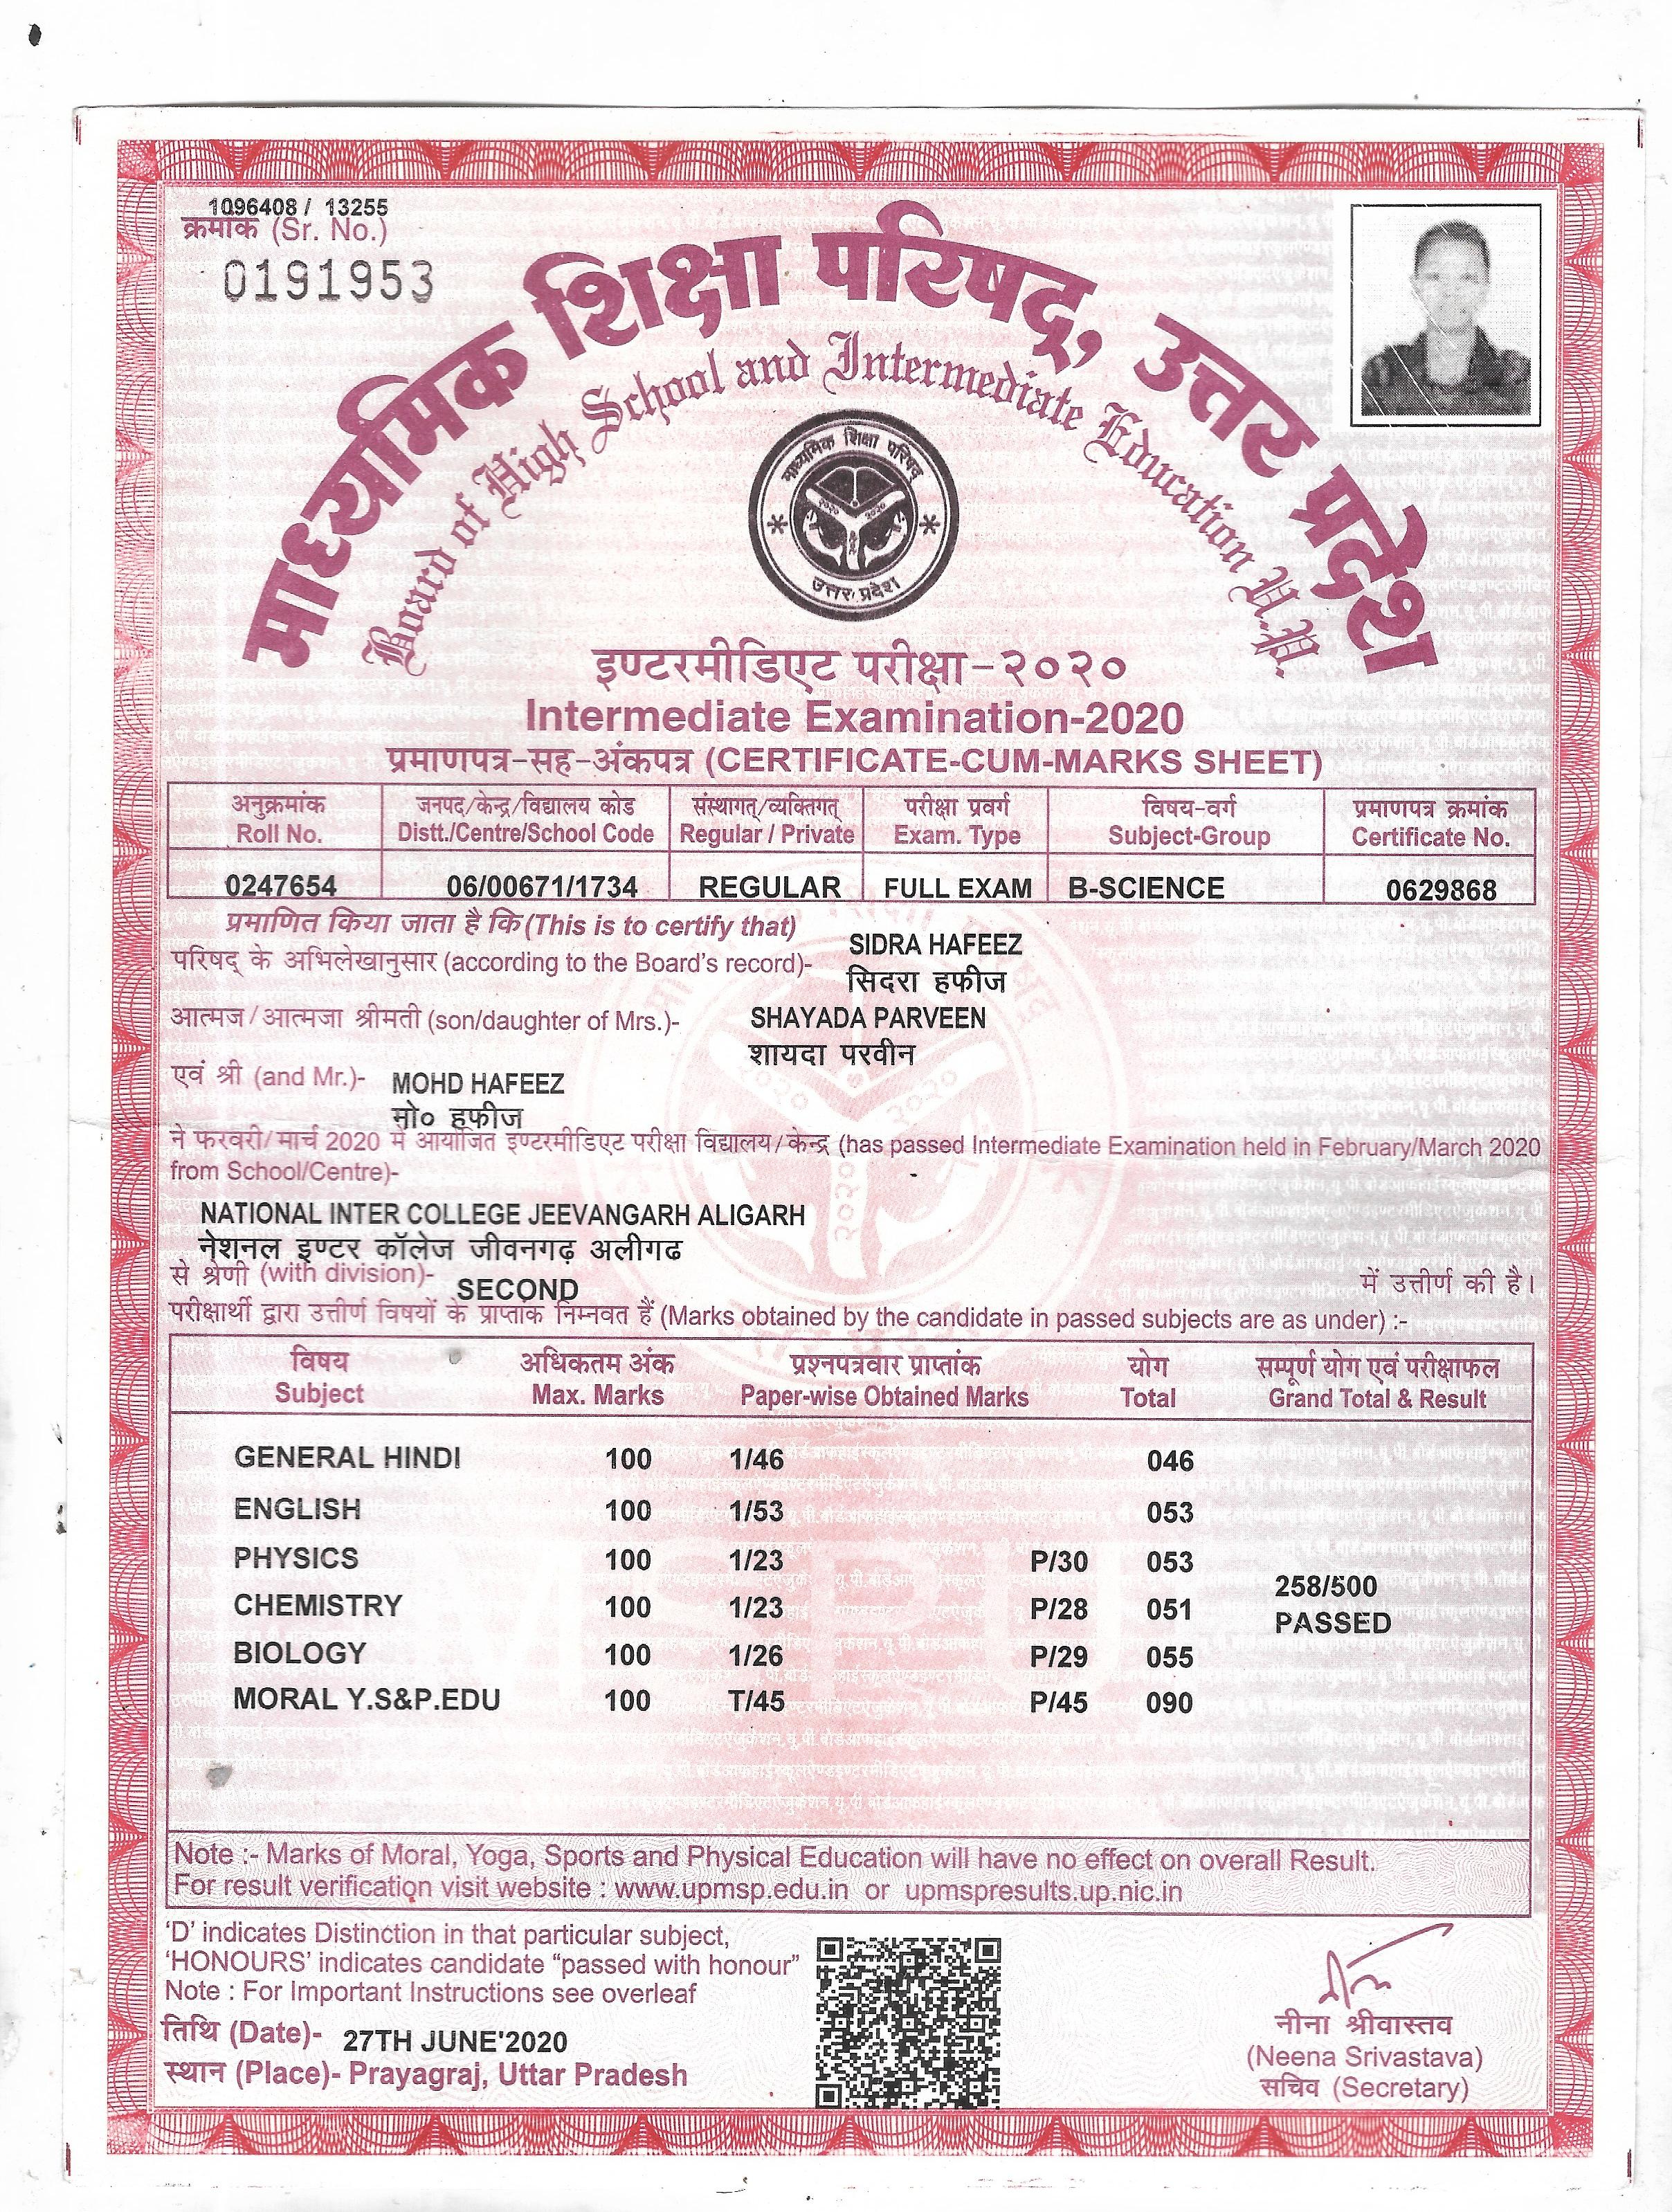 1096408 / 13255
क्रमांक (Sr. No.)
0191953
माध्यमिक शिक्षा परिषद्, उत्तर प्रदेश
Board of High School and Intermediate Education U.P.
माध्यमिक शिक्षा परिषद्
२०२० २०२०
उत्तर प्रदेश
इण्टरमीडिएट परीक्षा-२०२०
Intermediate Examination-2020
प्रमाणपत्र-सह-अंकपत्र (CERTIFICATE-CUM-MARKS SHEET)
अनुक्रमांक जनपद/केन्द्र/विद्यालय कोड संस्थागत्/व्यक्तिगत् परीक्षा प्रवर्ग विषय-वर्ग प्रमाणपत्र क्रमांक
Roll No. Distt./Centre/School Code Regular / Private Exam. Type Subject-Group Certificate No.
0247654 06/00671/1734 REGULAR FULL EXAM B-SCIENCE 0629868
प्रमाणित किया जाता है कि (This is to certify that)
SIDRA HAFEEZ
परिषद् के अभिलेखानुसार (according to the Board's record)-
सिदरा हफीज
आत्मज/आत्मजा श्रीमती (son/daughter of Mrs.)- SHAYADA PARVEEN
शायदा परवीन
एवं श्री (and Mr.)- MOHD HAFEEZ
मो० हफीज
ने फरवरी/मार्च 2020 में आयोजित इण्टरमीडिएट परीक्षा विद्यालय/केन्द्र (has passed Intermediate Examination held in February/March 2020
from School/Centre)-
NATIONAL INTER COLLEGE JEEVANGARH ALIGARH
नेशनल इण्टर कॉलेज जीवनगढ़ अलीगढ
से श्रेणी (with division)- SECOND में उत्तीर्ण की है।
परीक्षार्थी द्वारा उत्तीर्ण विषयों के प्राप्तांक निम्नवत हैं (Marks obtained by the candidate in passed subjects are as under) :-
विषय अधिकतम अंक प्रश्नपत्रवार प्राप्तांक योग सम्पूर्ण योग एवं परीक्षाफल
Subject Max. Marks Paper-wise Obtained Marks Total Grand Total & Result
GENERAL HINDI 100 1/46 046
ENGLISH 100 1/53 053
PHYSICS 100 1/23 P/30 053
258/500
CHEMISTRY 100 1/23 P/28 051
PASSED
BIOLOGY 100 1/26 P/29 055
MORAL Y.S&P.EDU 100 T/45 P/45 090
Note :- Marks of Moral, Yoga, Sports and Physical Education will have no effect on overall Result.
For result verification visit website : www.upmsp.edu.in or upmspresults.up.nic.in
'D' indicates Distinction in that particular subject,
'HONOURS' indicates candidate "passed with honour"
Note : For Important Instructions see overleaf
तिथि (Date)- 27TH JUNE'2020
स्थान (Place)- Prayagraj, Uttar Pradesh
नीना श्रीवास्तव
(Neena Srivastava)
सचिव (Secretary)